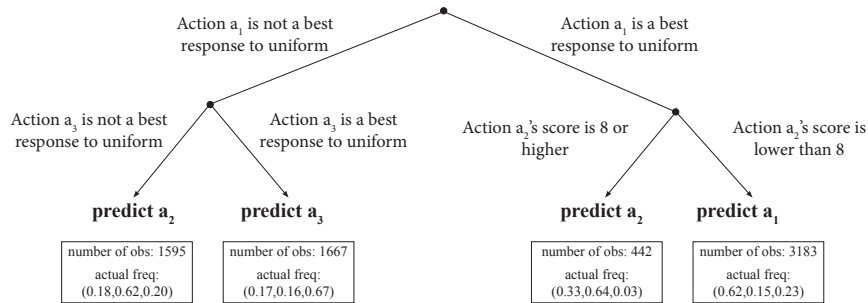 Action a₁ is not a best
response to uniform
Action a₁ is a best
response to uniform
Action a₃ is not a best
response to uniform
Action a₃ is a best
response to uniform
Action a₂'s score is 8 or
higher
Action a₂'s score is
lower than 8
predict a₂
predict a₃
predict a₂
predict a₁
number of obs: 1595
actual freq:
(0.18,0.62,0.20)
number of obs: 1667
actual freq:
(0.17,0.16,0.67)
number of obs: 442
actual freq:
(0.33,0.64,0.03)
number of obs: 3183
actual freq:
(0.62,0.15,0.23)